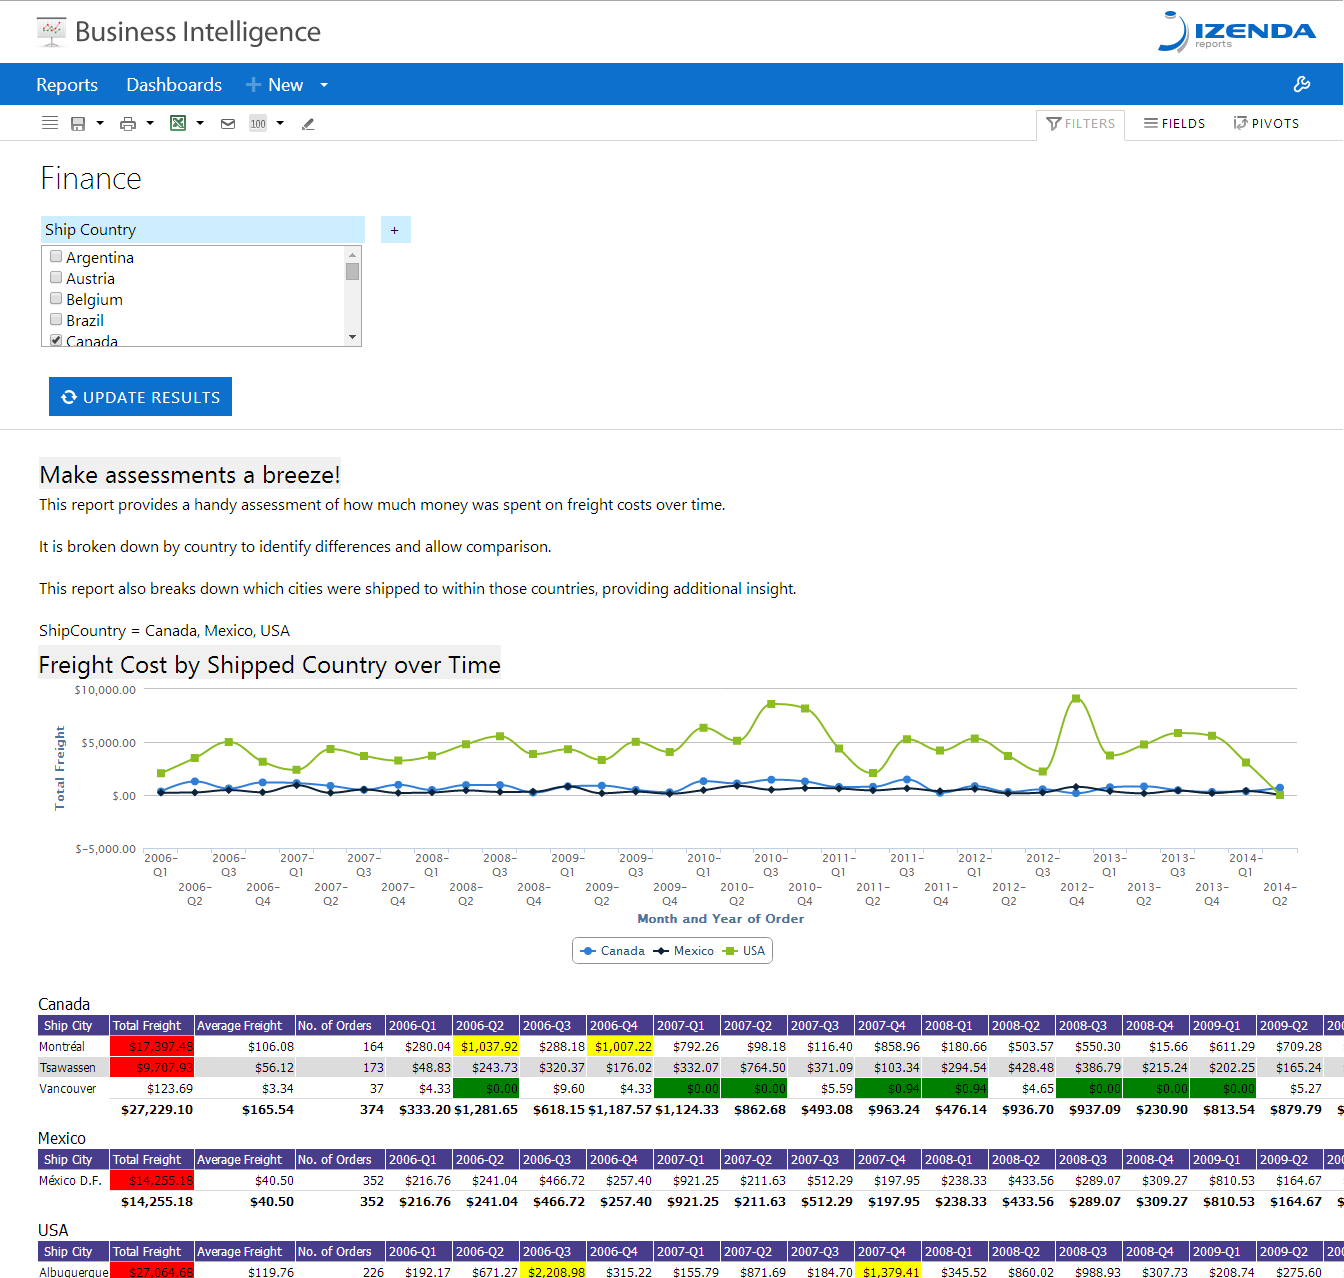 Business Intelligence
IZENDA
reports
Reports Dashboards + New
100 FILTERS FIELDS PIVOTS
Finance
Ship Country +
Argentina
Austria
Belgium
Brazil
Canada
UPDATE RESULTS
Make assessments a breeze!
This report provides a handy assessment of how much money was spent on freight costs over time.
It is broken down by country to identify differences and allow comparison.
This report also breaks down which cities were shipped to within those countries, providing additional insight.
ShipCountry = Canada, Mexico, USA
Freight Cost by Shipped Country over Time
Total Freight
$10,000.00
$5,000.00
$.00
$-5,000.00
2006-Q1 2006-Q2 2006-Q3 2006-Q4 2007-Q1 2007-Q2 2007-Q3 2007-Q4 2008-Q1 2008-Q2 2008-Q3 2008-Q4 2009-Q1 2009-Q2 2009-Q3 2009-Q4 2010-Q1 2010-Q2 2010-Q3 2010-Q4 2011-Q1 2011-Q2 2011-Q3 2011-Q4 2012-Q1 2012-Q2 2012-Q3 2012-Q4 2013-Q1 2013-Q2 2013-Q3 2013-Q4 2014-Q1 2014-Q2
Month and Year of Order
Canada Mexico USA
Canada
Ship City Total Freight Average Freight No. of Orders 2006-Q1 2006-Q2 2006-Q3 2006-Q4 2007-Q1 2007-Q2 2007-Q3 2007-Q4 2008-Q1 2008-Q2 2008-Q3 2008-Q4 2009-Q1 2009-Q2 20
Montréal $17,397.48 $106.08 164 $280.04 $1,037.92 $288.18 $1,007.22 $792.26 $98.18 $116.40 $858.96 $180.66 $503.57 $550.30 $15.66 $611.29 $709.28
Tsawassen $9,707.93 $56.12 173 $48.83 $243.73 $320.37 $176.02 $332.07 $764.50 $371.09 $103.34 $294.54 $428.48 $386.79 $215.24 $202.25 $165.24
Vancouver $123.69 $3.34 37 $4.33 $0.00 $9.60 $4.33 $0.00 $0.00 $5.59 $0.94 $0.94 $4.65 $0.00 $0.00 $0.00 $5.27
$27,229.10 $165.54 374 $333.20 $1,281.65 $618.15 $1,187.57 $1,124.33 $862.68 $493.08 $963.24 $476.14 $936.70 $937.09 $230.90 $813.54 $879.79 $
Mexico
Ship City Total Freight Average Freight No. of Orders 2006-Q1 2006-Q2 2006-Q3 2006-Q4 2007-Q1 2007-Q2 2007-Q3 2007-Q4 2008-Q1 2008-Q2 2008-Q3 2008-Q4 2009-Q1 2009-Q2 20
México D.F. $14,255.18 $40.50 352 $216.76 $241.04 $466.72 $257.40 $921.25 $211.63 $512.29 $197.95 $238.33 $433.56 $289.07 $309.27 $810.53 $164.67
$14,255.18 $40.50 352 $216.76 $241.04 $466.72 $257.40 $921.25 $211.63 $512.29 $197.95 $238.33 $433.56 $289.07 $309.27 $810.53 $164.67 $
USA
Ship City Total Freight Average Freight No. of Orders 2006-Q1 2006-Q2 2006-Q3 2006-Q4 2007-Q1 2007-Q2 2007-Q3 2007-Q4 2008-Q1 2008-Q2 2008-Q3 2008-Q4 2009-Q1 2009-Q2 20
Albuquerque $27,064.68 $119.76 226 $192.17 $671.27 $2,208.98 $315.22 $155.79 $871.69 $184.70 $1,379.41 $345.52 $860.02 $988.93 $307.73 $208.74 $275.60